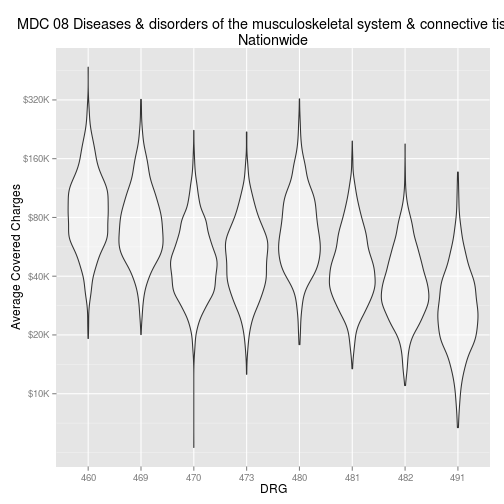 MDC 08 Diseases & disorders of the musculoskeletal system & connective tis
Nationwide
Average Covered Charges
$320K
$160K
$80K
$40K
$20K
$10K
460 469 470 473 480 481 482 491
DRG